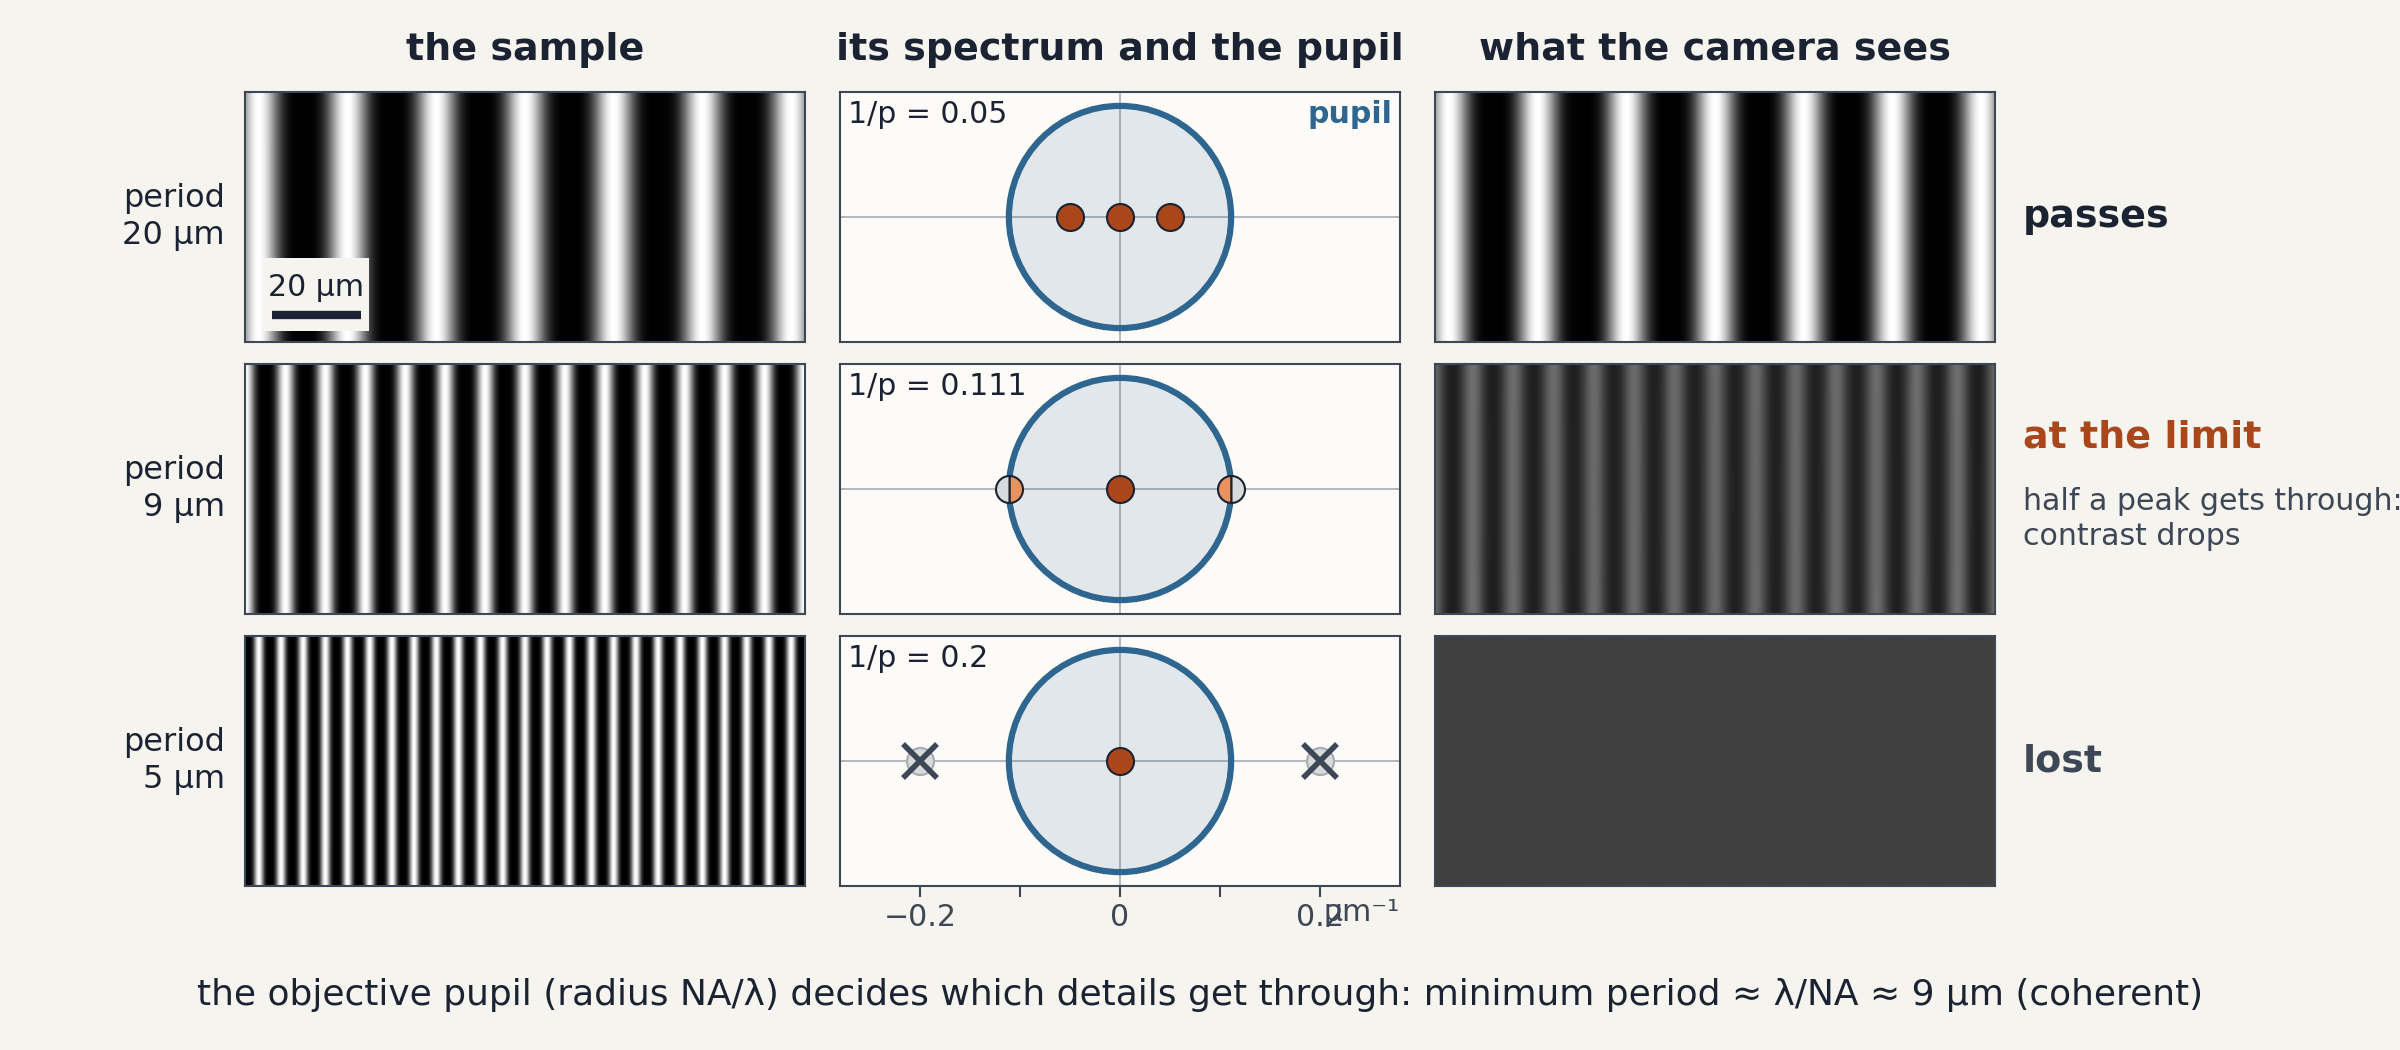 the sample
its spectrum and the pupil
what the camera sees
period
20 µm
20 µm
1/p = 0.05
pupil
passes
period
9 µm
1/p = 0.111
at the limit
half a peak gets through:
contrast drops
period
5 µm
1/p = 0.2
lost
−0.2
0
0.2
µm⁻¹
the objective pupil (radius NA/λ) decides which details get through: minimum period ≈ λ/NA ≈ 9 µm (coherent)